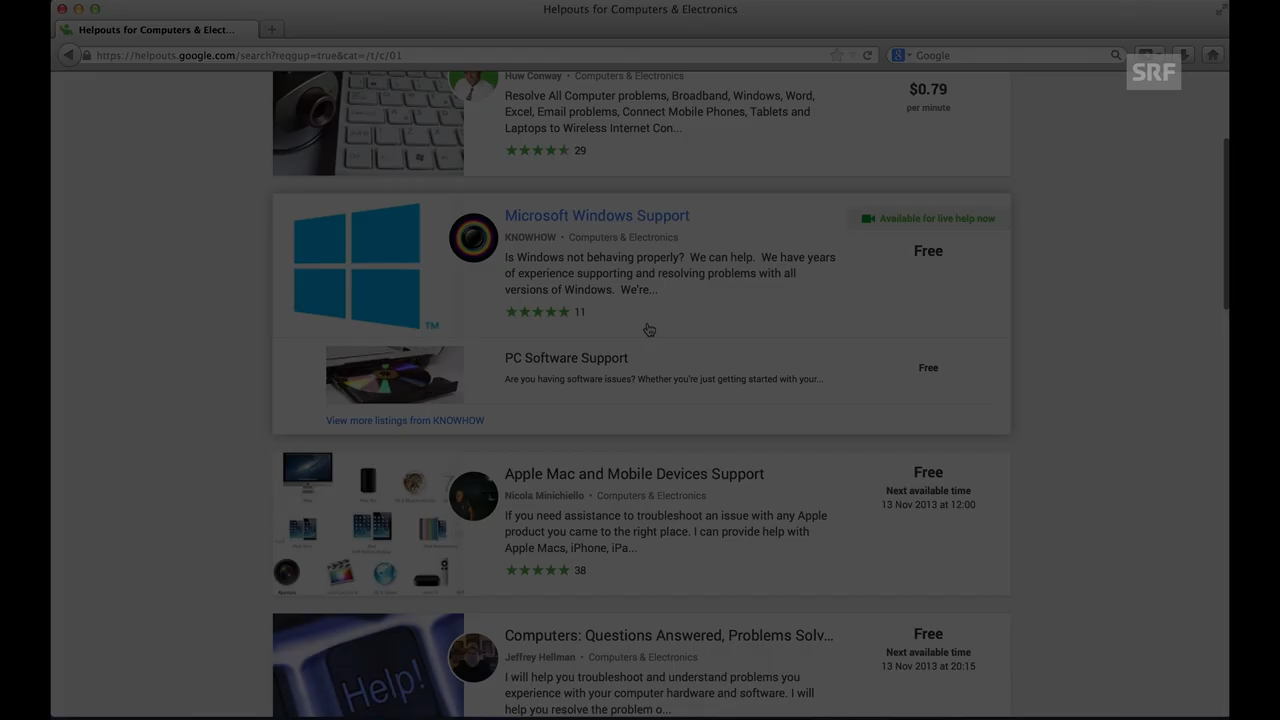 Helpouts for Computers & Electronics
Helpouts for Computers & Elect...
https://helpouts.google.com/search?reqgup=true&cat=/t/c/01
Google
SRF
Huw Conway • Computers & Electronics
Resolve All Computer problems, Broadband, Windows, Word,
Excel, Email problems, Connect Mobile Phones, Tablets and
Laptops to Wireless Internet Con...
29
$0.79
per minute
Microsoft Windows Support
KNOWHOW • Computers & Electronics
Is Windows not behaving properly? We can help. We have years
of experience supporting and resolving problems with all
versions of Windows. We're...
11
Available for live help now
Free
TM
PC Software Support
Are you having software issues? Whether you're just getting started with your...
Free
View more listings from KNOWHOW
Apple Mac and Mobile Devices Support
Nicola Minichiello • Computers & Electronics
If you need assistance to troubleshoot an issue with any Apple
product you came to the right place. I can provide help with
Apple Macs, iPhone, iPa...
38
Free
Next available time
13 Nov 2013 at 12:00
Computers: Questions Answered, Problems Solv...
Jeffrey Hellman • Computers & Electronics
I will help you troubleshoot and understand problems you
experience with your computer hardware and software. I will
help you resolve the problem o...
Free
Next available time
13 Nov 2013 at 20:15
Help!